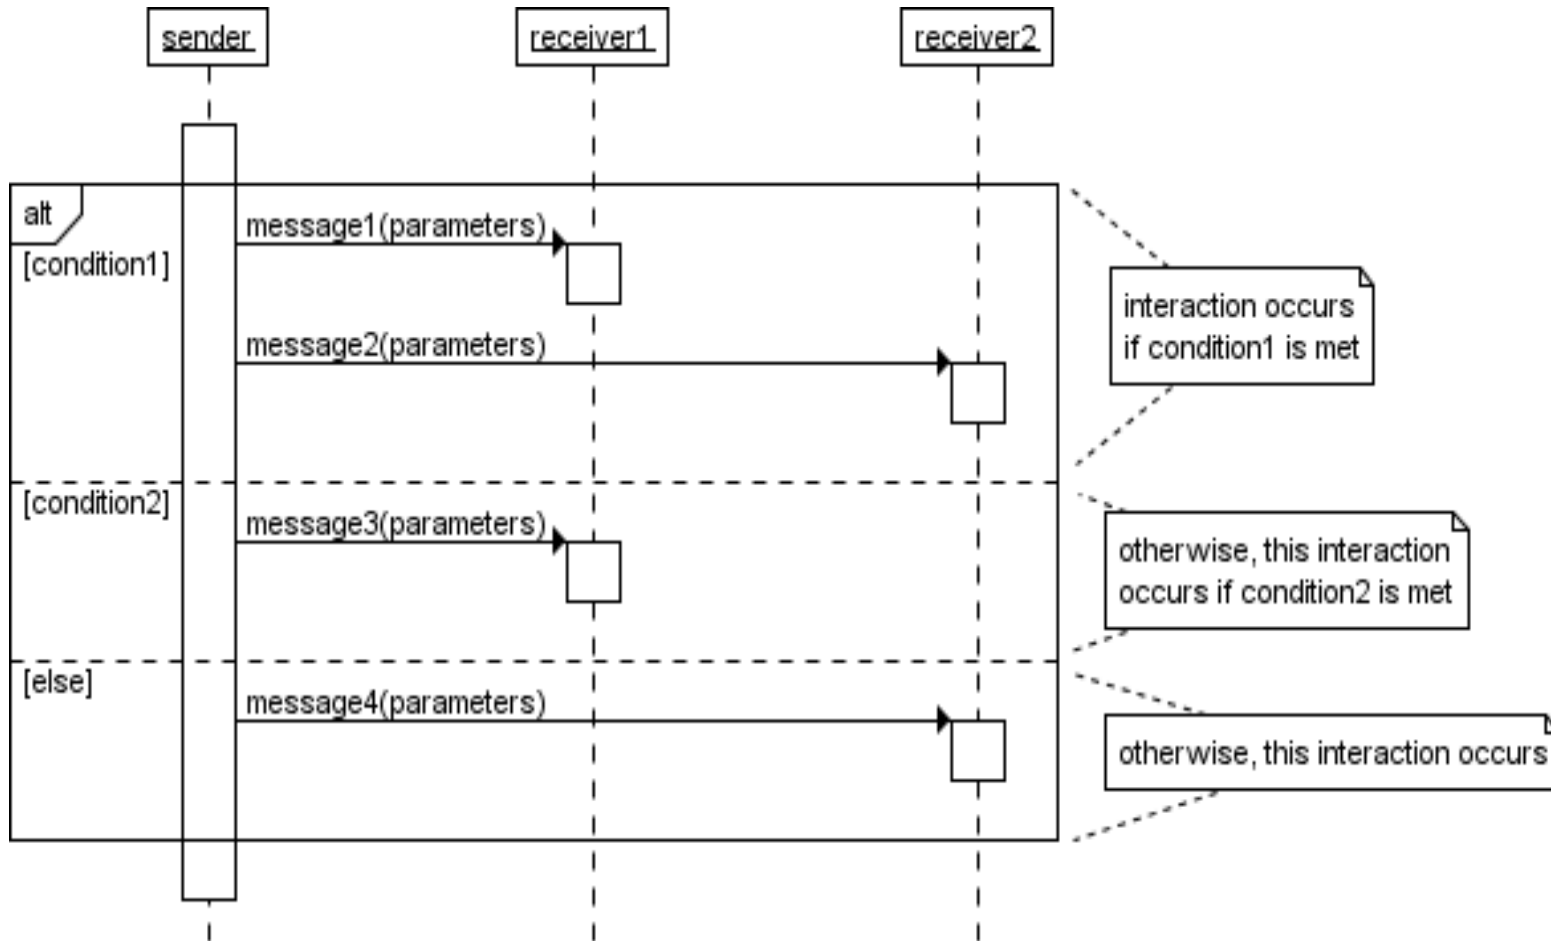 sender
receiver1
receiver2
alt
message1(parameters)
[condition1]
interaction occurs
if condition1 is met
message2(parameters)
[condition2]
message3(parameters)
otherwise, this interaction
occurs if condition2 is met
[else]
message4(parameters)
otherwise, this interaction occurs